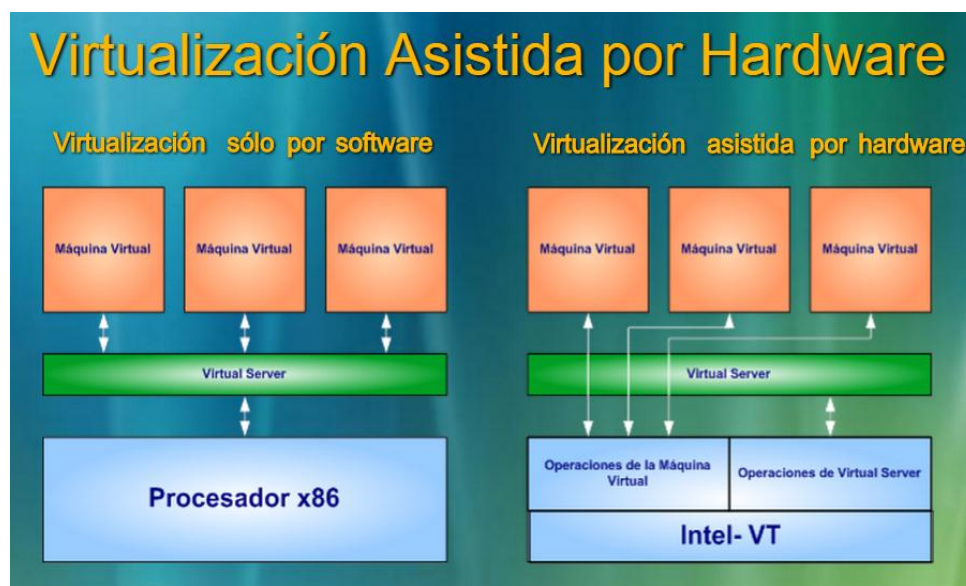 Virtualización Asistida por Hardware
Virtualización sólo por software
Máquina Virtual
Máquina Virtual
Máquina Virtual
Virtual Server
Procesador x86
Virtualización asistida por hardware
Máquina Virtual
Máquina Virtual
Máquina Virtual
Virtual Server
Operaciones de la Máquina
Virtual
Operaciones de Virtual Server
Intel- VT